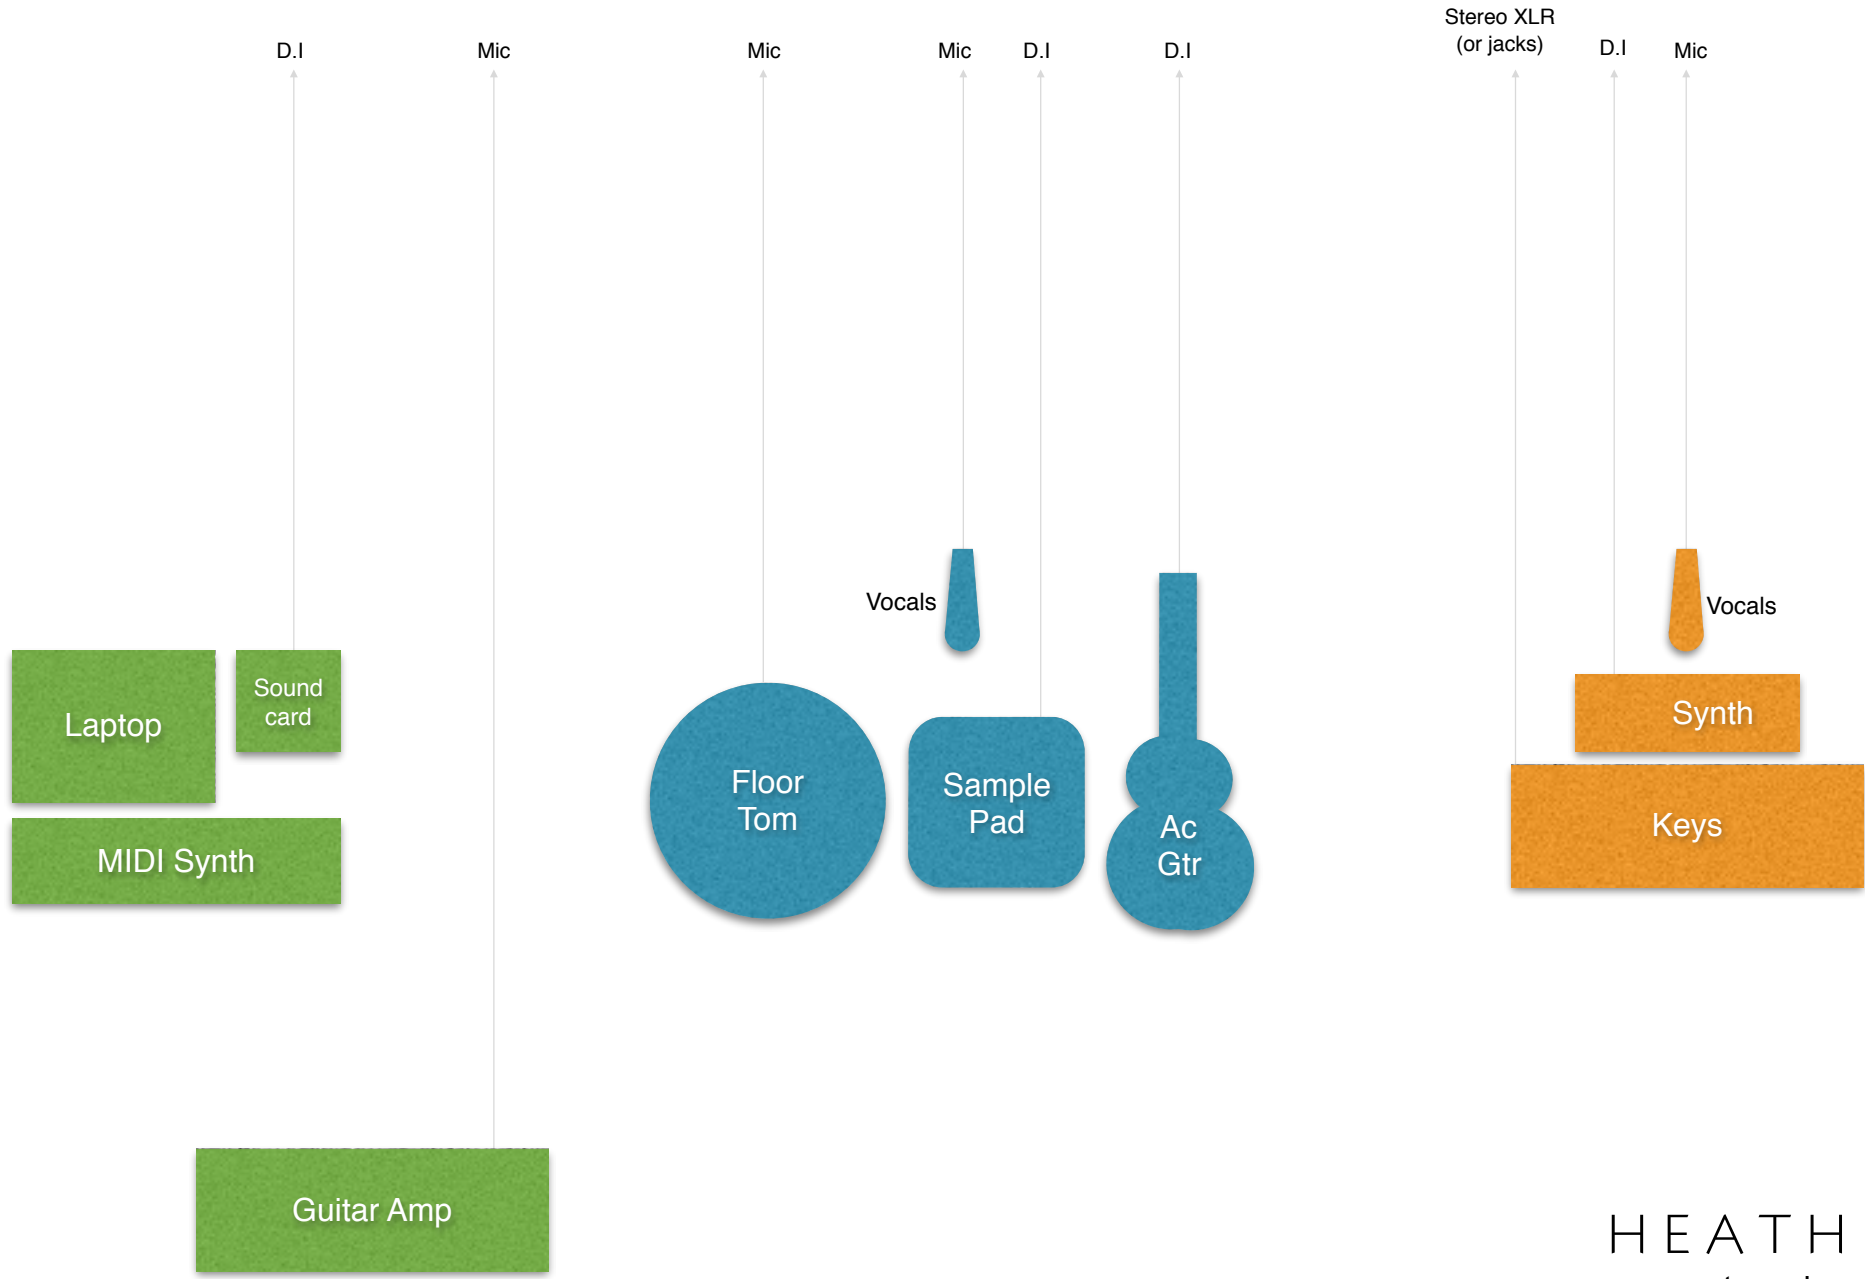 Stereo XLR
(or jacks)
D.I
Mic
Mic
Mic
D.I
D.I
D.I
Mic
Vocals
Vocals
Laptop
Sound
card
MIDI Synth
Floor
Tom
Sample
Pad
Ac
Gtr
Synth
Keys
Guitar Amp
HEATH